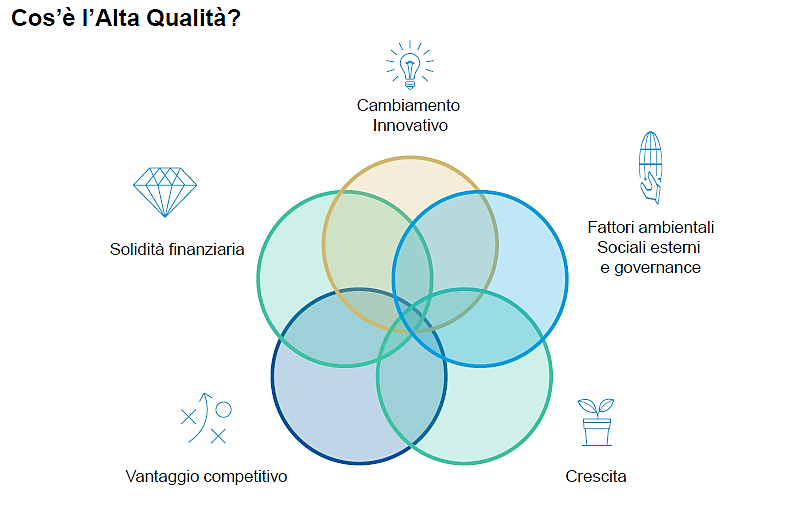 Cos’è l’Alta Qualità?
Cambiamento
Innovativo
Fattori ambientali
Sociali esterni
e governance
Solidità finanziaria
Vantaggio competitivo
Crescita